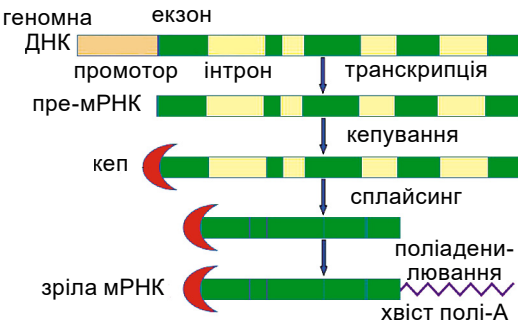 геномна
ДНК
екзон
промотор
інтрон
транскрипція
пре-мРНК
кепування
кеп
сплайсинг
поліадени-
лювання
зріла мРНК
хвіст полі-А